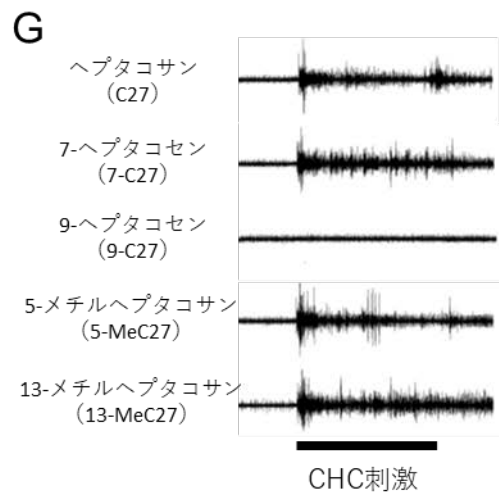 G
ヘプタコサン
（C27）
7-ヘプタコセン
（7-C27）
9-ヘプタコセン
（9-C27）
5-メチルヘプタコサン
（5-MeC27）
13-メチルヘプタコサン
（13-MeC27）
CHC刺激